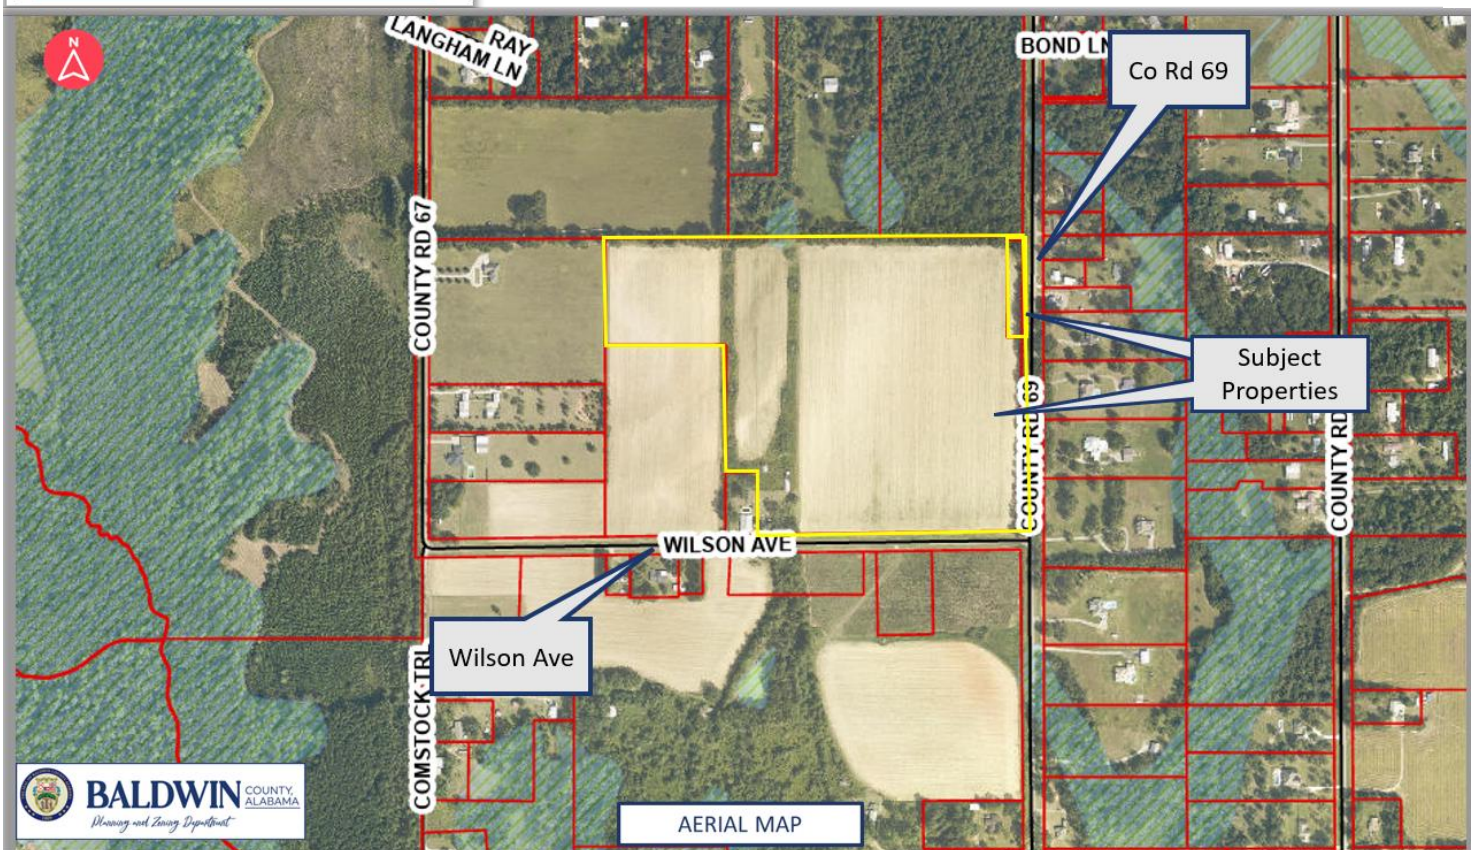 N
RAY
LANGHAM LN
BOND LN
Co Rd 69
COUNTY RD 67
Subject
Properties
COUNTY RD 69
COUNTY RD
WILSON AVE
Wilson Ave
COMSTOCK TRL
BALDWIN COUNTY,
ALABAMA
Planning and Zoning Department
AERIAL MAP